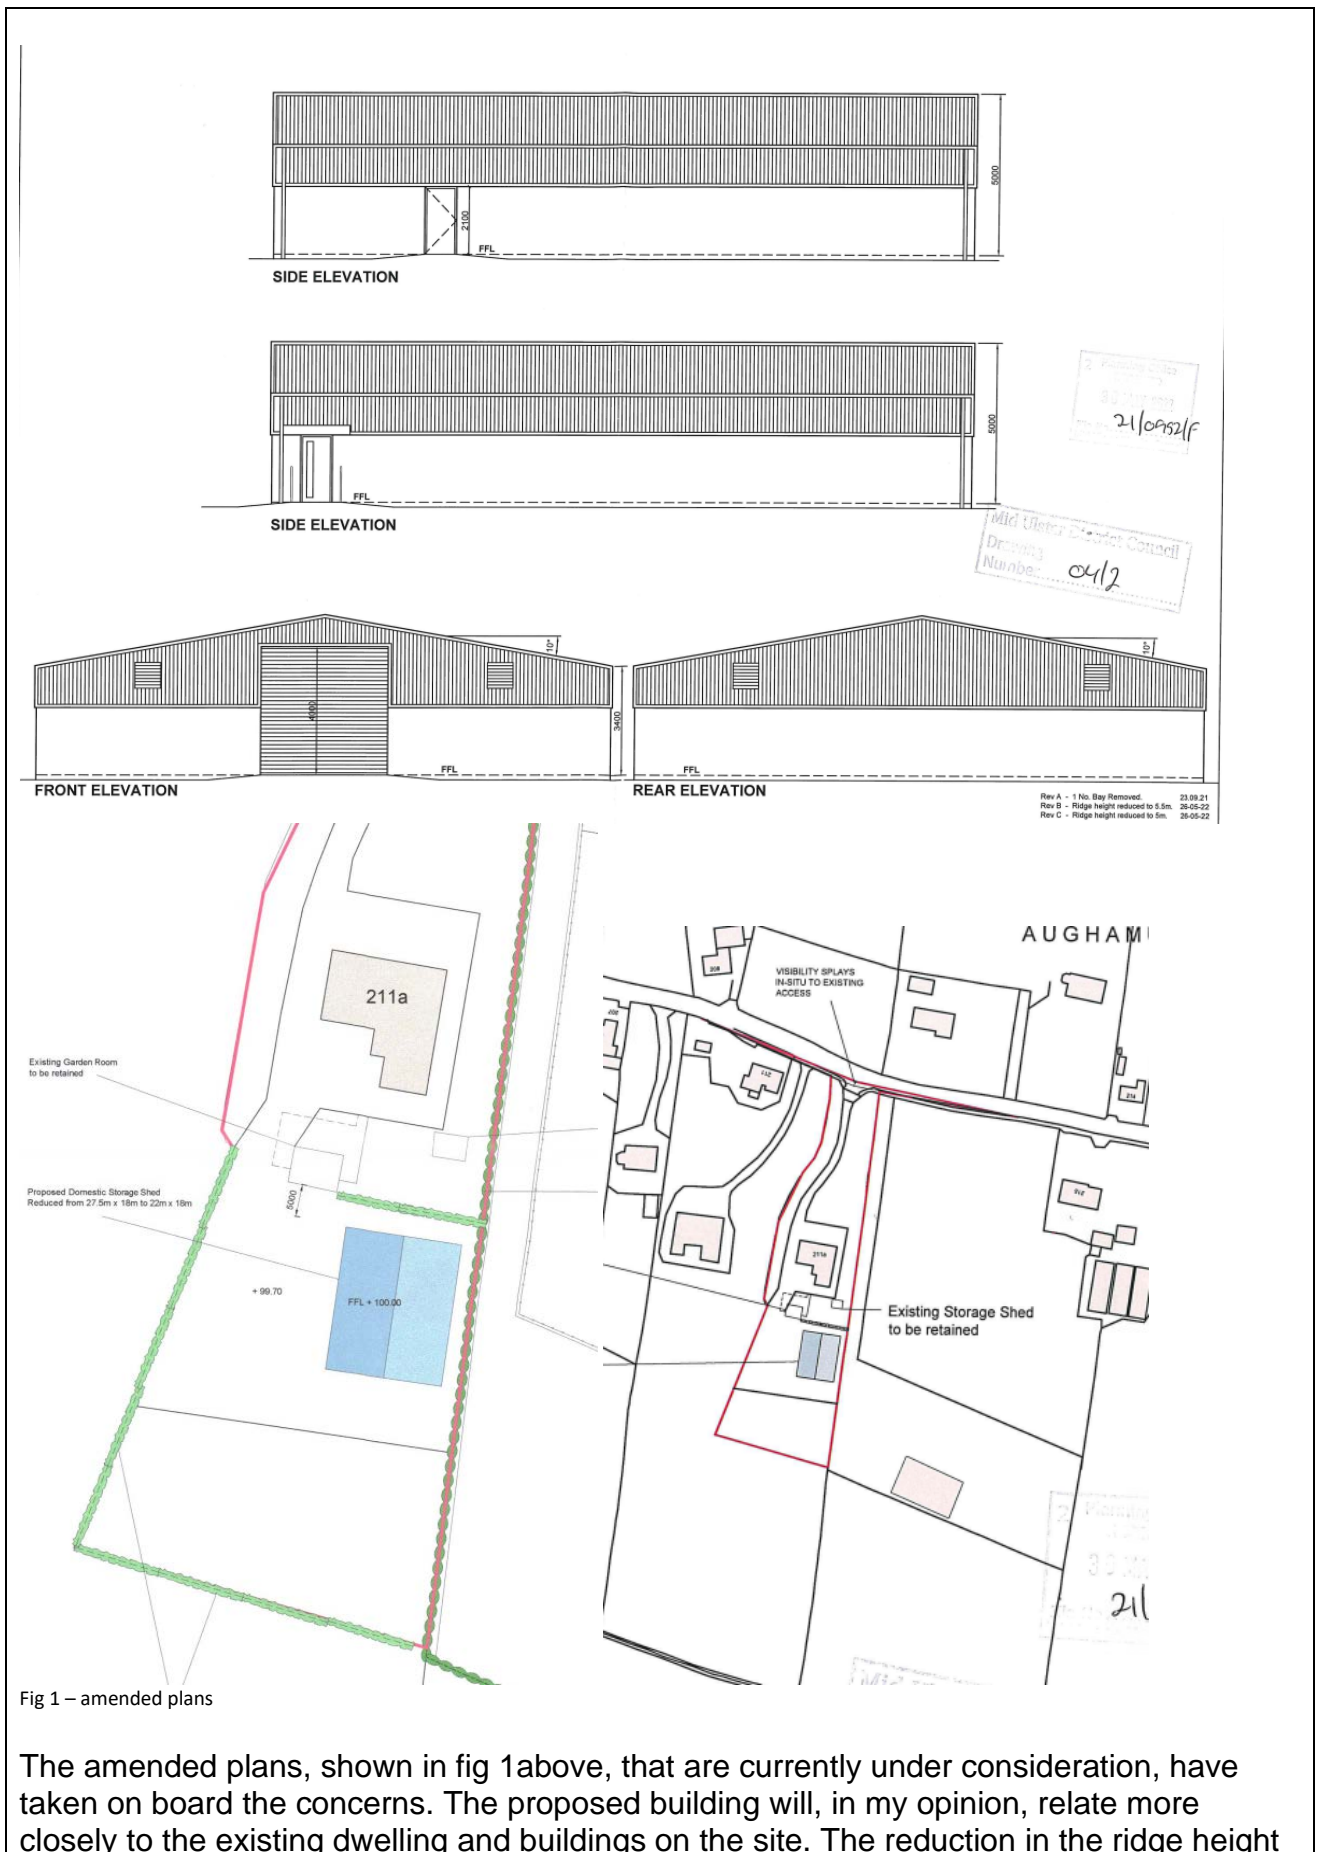 5000
2100
FFL
SIDE ELEVATION
5000
FFL
SIDE ELEVATION
21/0952/F
Mid Ulster District Council
Drawing
Number
04/2
10°
4000
3400
FFL
FRONT ELEVATION
10°
FFL
REAR ELEVATION
Rev A - 1 No. Bay Removed. 23.09.21
Rev B - Ridge height reduced to 5.5m. 26-05-22
Rev C - Ridge height reduced to 5m. 26-05-22
211a
Existing Garden Room
to be retained
Proposed Domestic Storage Shed
Reduced from 27.5m x 18m to 22m x 18m
5000
+ 99.70
FFL + 100.00
AUGHAM
VISIBILITY SPLAYS
IN-SITU TO EXISTING
ACCESS
211
211a
Existing Storage Shed
to be retained
21/
Fig 1 – amended plans
The amended plans, shown in fig 1above, that are currently under consideration, have
taken on board the concerns. The proposed building will, in my opinion, relate more
closely to the existing dwelling and buildings on the site. The reduction in the ridge height